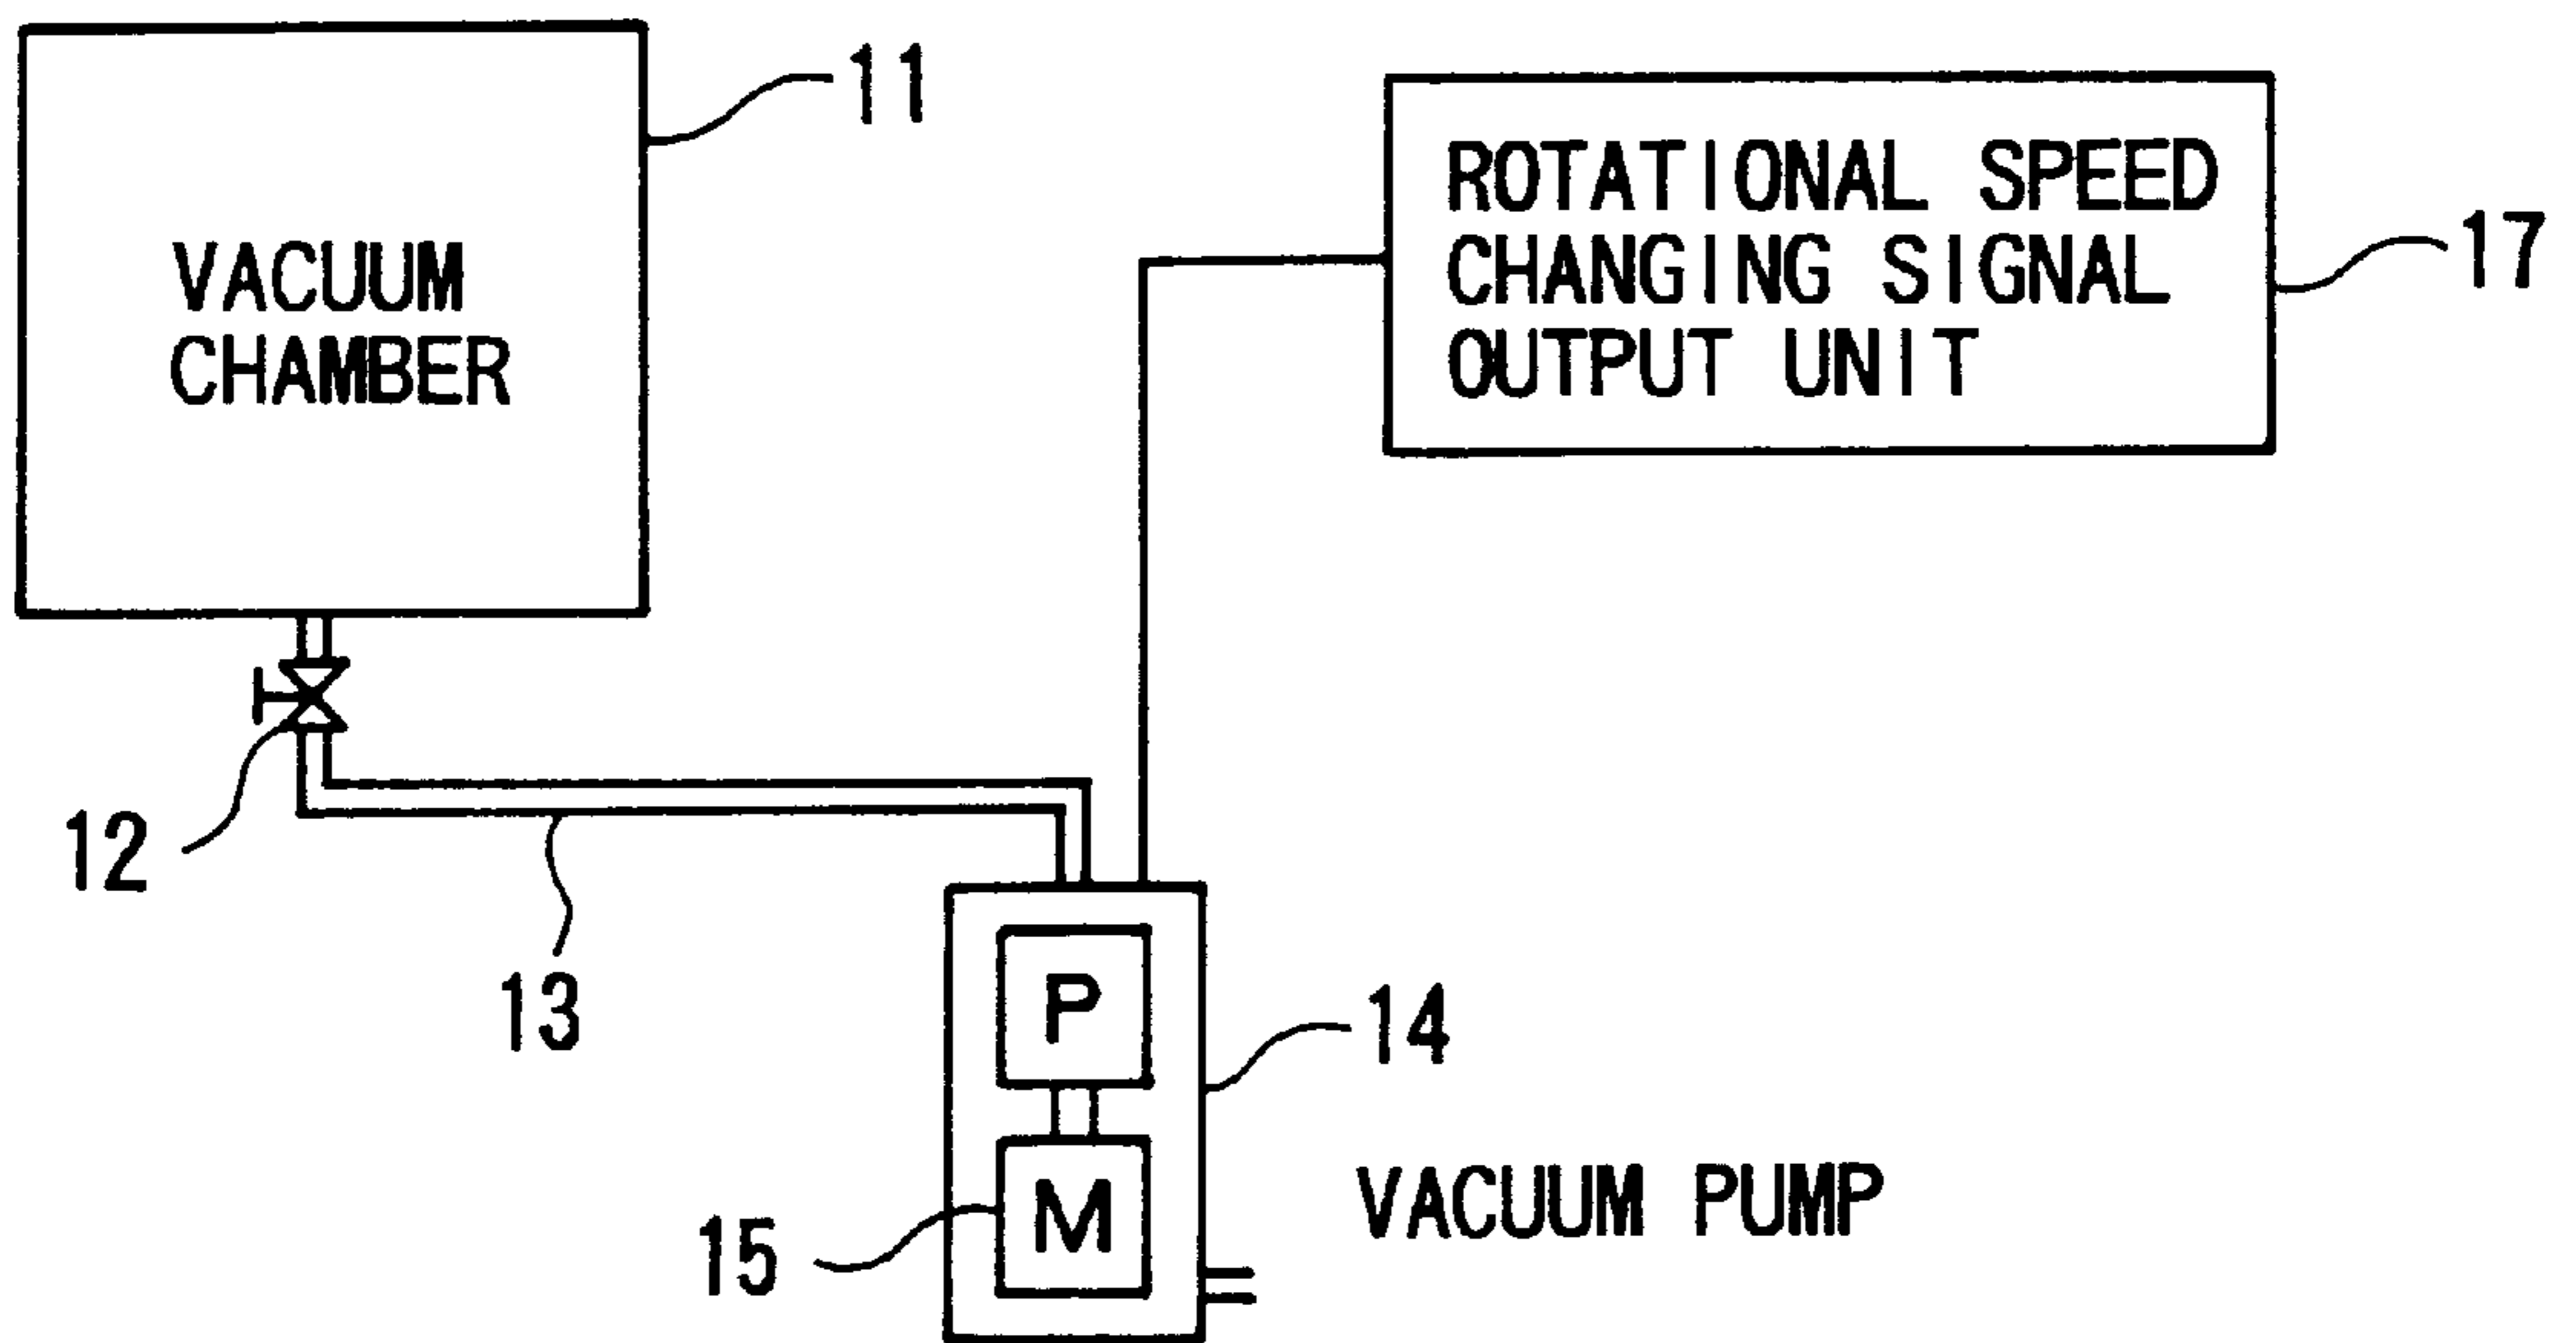 11
VACUUM
CHAMBER
ROTATIONAL SPEED
CHANGING SIGNAL
OUTPUT UNIT
17
12
13
P
14
M
15
VACUUM PUMP